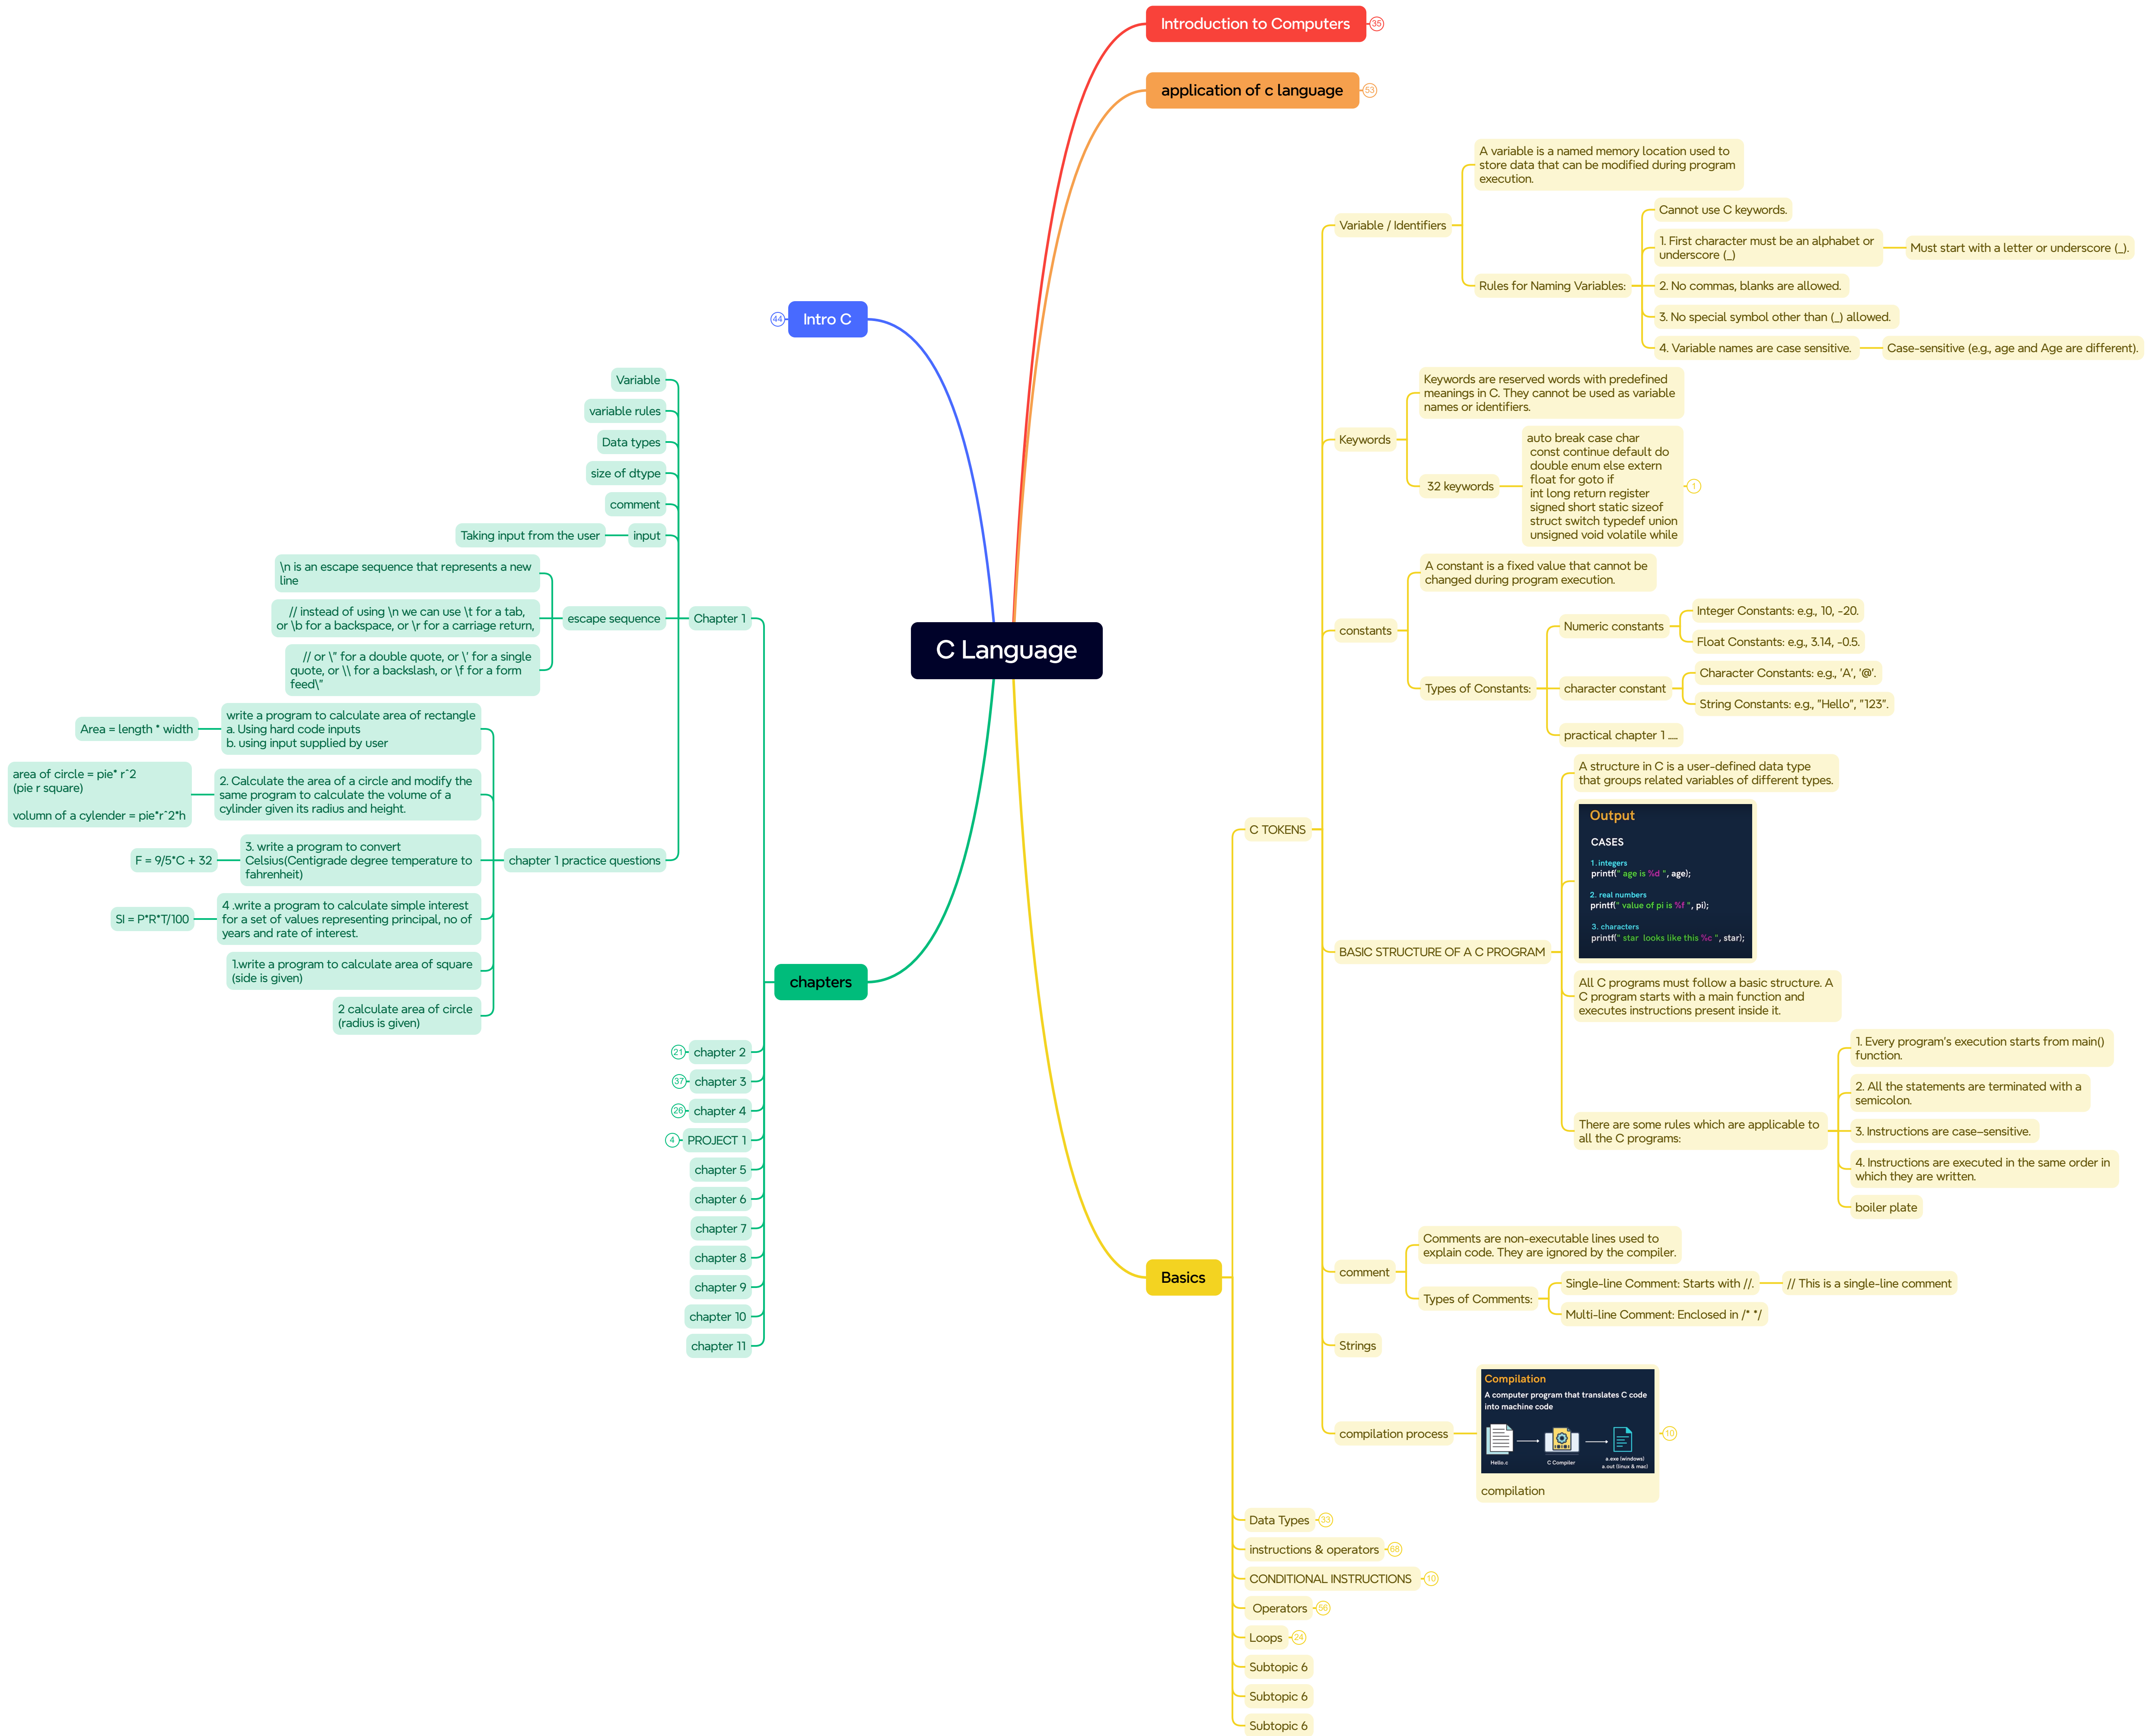 Introduction to Computers
35
application of c language
53
A variable is a named memory location used to
store data that can be modified during program
execution.
Variable / Identifiers
Rules for Naming Variables:
Cannot use C keywords.
1. First character must be an alphabet or
underscore (_)
Must start with a letter or underscore (_).
2. No commas, blanks are allowed.
3. No special symbol other than (_) allowed.
4. Variable names are case sensitive.
Case-sensitive (e.g., age and Age are different).
Keywords are reserved words with predefined
meanings in C. They cannot be used as variable
names or identifiers.
Keywords
32 keywords
auto break case char
const continue default do
double enum else extern
float for goto if
int long return register
signed short static sizeof
struct switch typedef union
unsigned void volatile while
1
A constant is a fixed value that cannot be
changed during program execution.
constants
Types of Constants:
Numeric constants
Integer Constants: e.g., 10, -20.
Float Constants: e.g., 3.14, -0.5.
character constant
Character Constants: e.g., 'A', '@'.
String Constants: e.g., "Hello", "123".
practical chapter 1 .....
C TOKENS
A structure in C is a user-defined data type
that groups related variables of different types.
Output
CASES
1. integers
printf(" age is %d ", age);
2. real numbers
printf(" value of pi is %f ", pi);
3. characters
printf(" star looks like this %c ", star);
BASIC STRUCTURE OF A C PROGRAM
All C programs must follow a basic structure. A
C program starts with a main function and
executes instructions present inside it.
There are some rules which are applicable to
all the C programs:
1. Every program's execution starts from main()
function.
2. All the statements are terminated with a
semicolon.
3. Instructions are case–sensitive.
4. Instructions are executed in the same order in
which they are written.
boiler plate
Comments are non-executable lines used to
explain code. They are ignored by the compiler.
comment
Types of Comments:
Single-line Comment: Starts with //.
// This is a single-line comment
Multi-line Comment: Enclosed in /* */
Strings
compilation process
Compilation
A computer program that translates C code
into machine code
Hello.c
C Compiler
a.exe (windows)
a.out (linux & mac)
compilation
10
Basics
Data Types
33
instructions & operators
88
CONDITIONAL INSTRUCTIONS
10
Operators
56
Loops
24
Subtopic 6
Subtopic 6
Subtopic 6
C Language
Intro C
44
chapters
Chapter 1
Variable
variable rules
Data types
size of dtype
comment
input
Taking input from the user
escape sequence
\n is an escape sequence that represents a new
line
// instead of using \n we can use \t for a tab,
or \b for a backspace, or \r for a carriage return,
// or \" for a double quote, or \' for a single
quote, or \\ for a backslash, or \f for a form
feed\"
chapter 1 practice questions
write a program to calculate area of rectangle
a. Using hard code inputs
b. using input supplied by user
Area = length * width
2. Calculate the area of a circle and modify the
same program to calculate the volume of a
cylinder given its radius and height.
area of circle = pie* r^2
(pie r square)
volumn of a cylender = pie*r^2*h
3. write a program to convert
Celsius(Centigrade degree temperature to
fahrenheit)
F = 9/5*C + 32
4 .write a program to calculate simple interest
for a set of values representing principal, no of
years and rate of interest.
SI = P*R*T/100
1.write a program to calculate area of square
(side is given)
2 calculate area of circle
(radius is given)
chapter 2
21
chapter 3
37
chapter 4
26
PROJECT 1
4
chapter 5
chapter 6
chapter 7
chapter 8
chapter 9
chapter 10
chapter 11